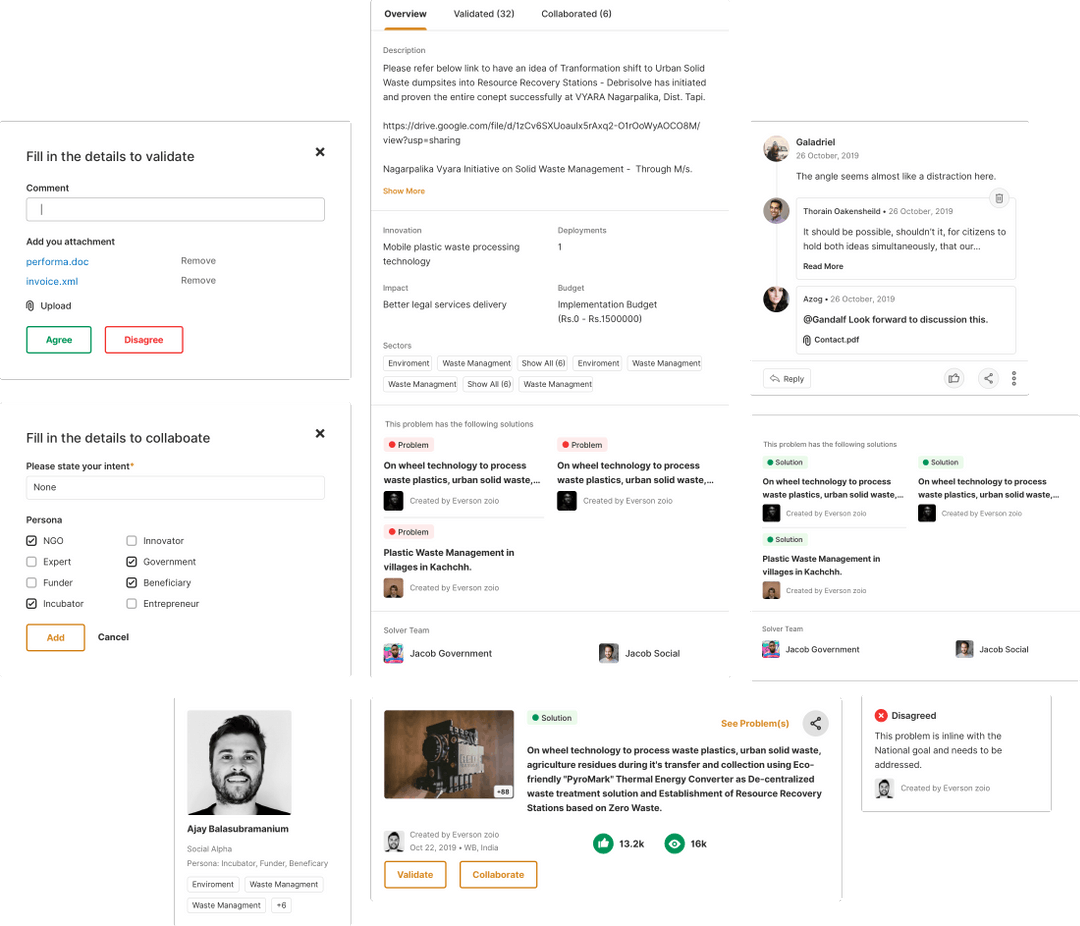 Fill in the details to validate
Comment
Add you attachment
performa.doc Remove
invoice.xml Remove
Upload
Agree Disagree
Fill in the details to collaboate
Please state your intent*
None
Persona
NGO Innovator
Expert Government
Funder Beneficiary
Incubator Entrepreneur
Add Cancel
Overview Validated (32) Collaborated (6)
Description
Please refer below link to have an idea of Tranformation shift to Urban Solid
Waste dumpsites into Resource Recovery Stations - Debrisolve has initiated
and proven the entire conept successfully at VYARA Nagarpalika, Dist. Tapi.
https://drive.google.com/file/d/1zCv6SXUoaulx5rAxq2-O1rOoWyAOCO8M/
view?usp=sharing
Nagarpalika Vyara Initiative on Solid Waste Management - Through M/s.
Show More
Innovation Deployments
Mobile plastic waste processing 1
technology
Impact Budget
Better legal services delivery Implementation Budget
(Rs.0 - Rs.1500000)
Sectors
Enviroment Waste Managment Show All (6) Enviroment Waste Managment
Waste Managment Show All (6) Waste Managment
This problem has the following solutions
Problem Problem
On wheel technology to process On wheel technology to process
waste plastics, urban solid waste,... waste plastics, urban solid waste,...
Created by Everson zoio Created by Everson zoio
Problem
Plastic Waste Management in
villages in Kachchh.
Created by Everson zoio
Solver Team
Jacob Government Jacob Social
Galadriel
26 October, 2019
The angle seems almost like a distraction here.
Thorain Oakensheild • 26 October, 2019
It should be possible, shouldn't it, for citizens to
hold both ideas simultaneously, that our...
Read More
Azog • 26 October, 2019
@Gandalf Look forward to discussion this.
Contact.pdf
Reply
This problem has the following solutions
Solution Solution
On wheel technology to process On wheel technology to process
waste plastics, urban solid waste,... waste plastics, urban solid waste,...
Created by Everson zoio Created by Everson zoio
Solution
Plastic Waste Management in
villages in Kachchh.
Created by Everson zoio
Solver Team
Jacob Government Jacob Social
Ajay Balasubramanium
Social Alpha
Persona: Incubator, Funder, Beneficary
Enviroment Waste Managment
Waste Managment +6
+88
Solution See Problem(s)
On wheel technology to process waste plastics, urban solid waste,
agriculture residues during it's transfer and collection using Eco-
friendly "PyroMark" Thermal Energy Converter as De-centralized
waste treatment solution and Establishment of Resource Recovery
Stations based on Zero Waste.
Created by Everson zoio
Oct 22, 2019 • WB, India
13.2k 16k
Validate Collaborate
Disagreed
This problem is inline with the
National goal and needs to be
addressed.
Created by Everson zoio